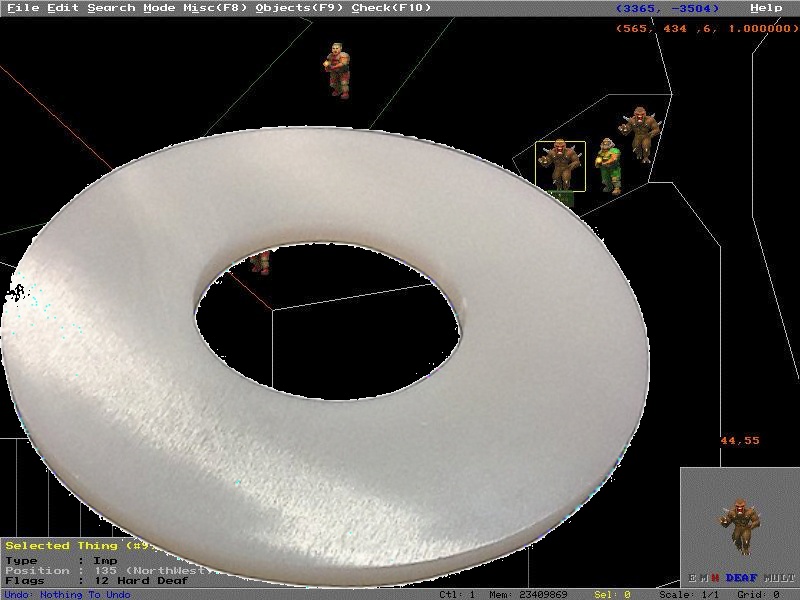 File Edit Search Mode Misc(F8) Objects(F9) Check(F10) (3365, -3504) Help
(565, 434 ,6, 1.000000)
44,55
Selected Thing (#9
Type : Imp
Position : 135 (NorthWest)
Flags : 12 Hard Deaf
E M H DEAF MULT
Undo: Nothing To Undo Ctl: 1 Mem: 23409869 Sel: 0 Scale: 1/1 Grid: 0